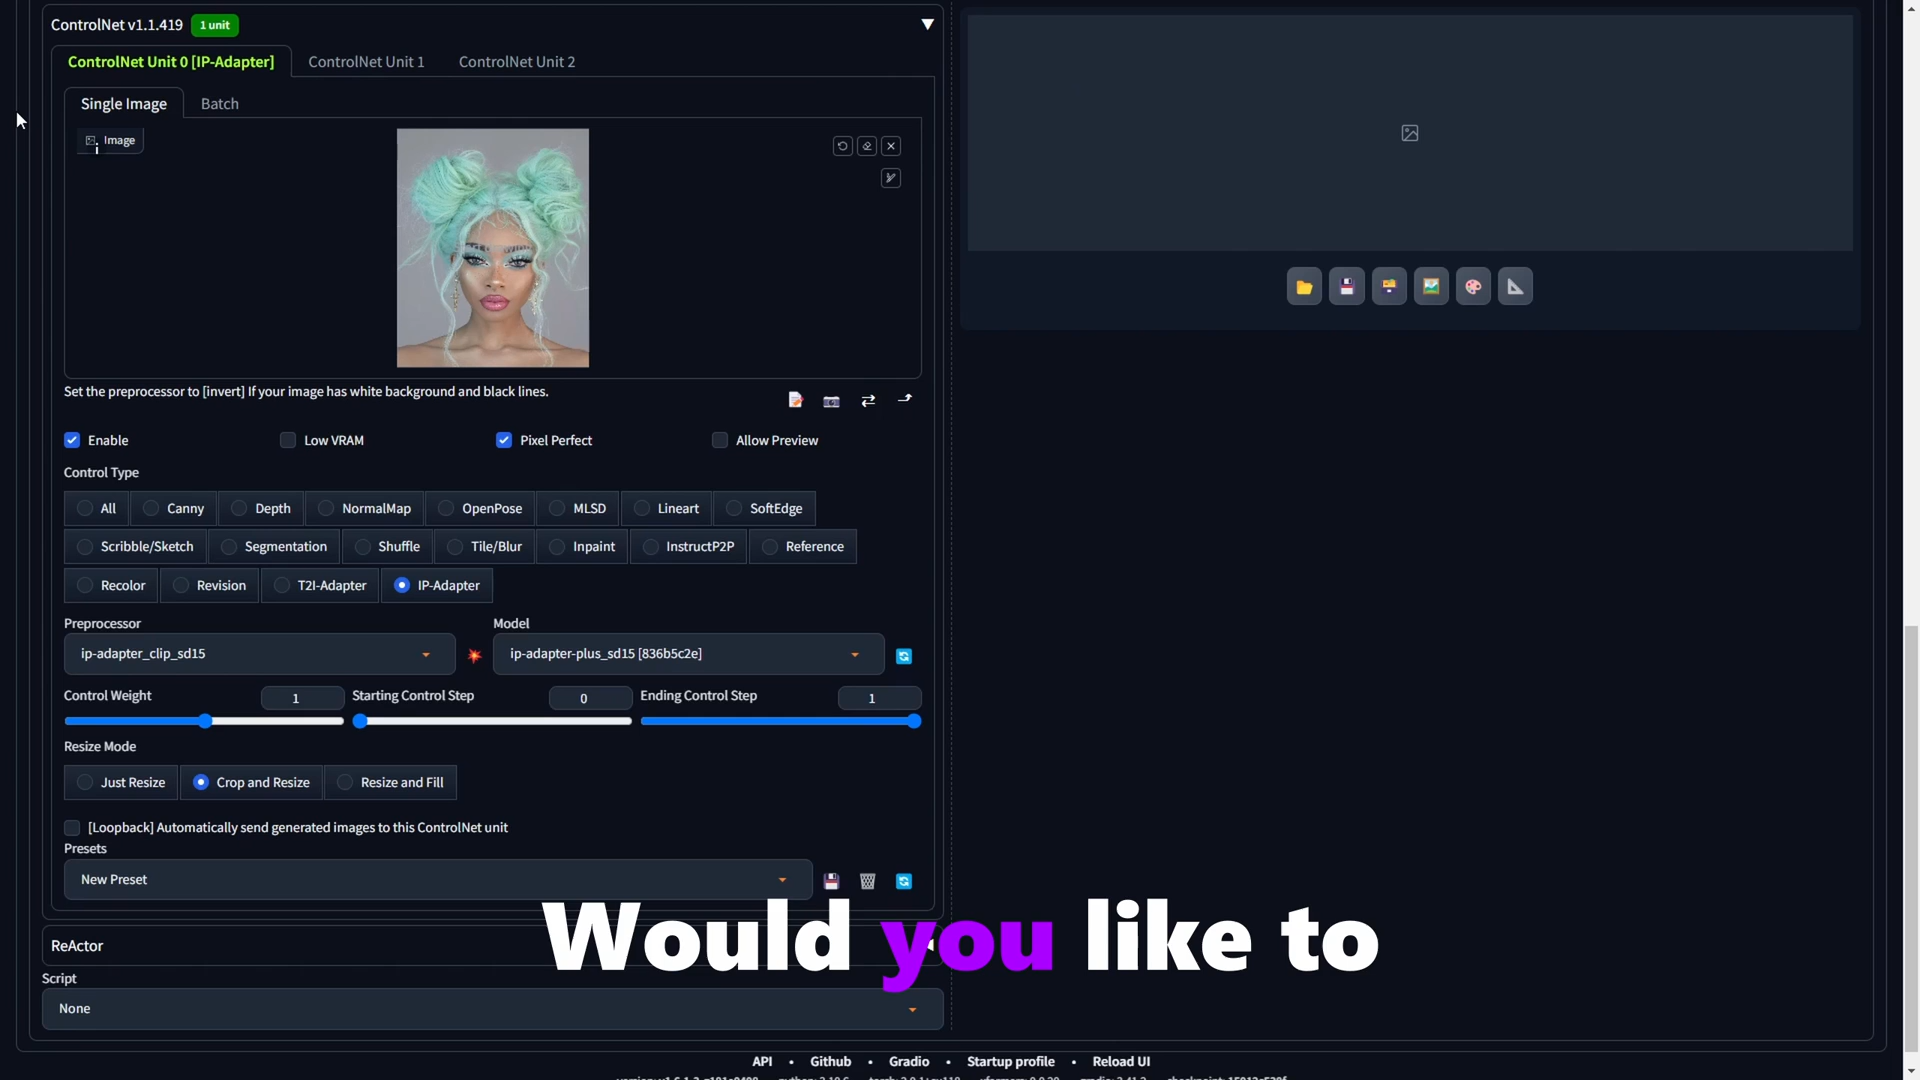 ControlNet v1.1.419 1 unit
ControlNet Unit 0 [IP-Adapter] ControlNet Unit 1 ControlNet Unit 2
Single Image Batch
Image
Set the preprocessor to [invert] If your image has white background and black lines.
Enable Low VRAM Pixel Perfect Allow Preview
Control Type
All Canny Depth NormalMap OpenPose MLSD Lineart SoftEdge
Scribble/Sketch Segmentation Shuffle Tile/Blur Inpaint InstructP2P Reference
Recolor Revision T2I-Adapter IP-Adapter
Preprocessor Model
ip-adapter_clip_sd15 ip-adapter-plus_sd15 [836b5c2e]
Control Weight 1 Starting Control Step 0 Ending Control Step 1
Resize Mode
Just Resize Crop and Resize Resize and Fill
[Loopback] Automatically send generated images to this ControlNet unit
Presets
New Preset
Would you like to
ReActor
Script
None
API • Github • Gradio • Startup profile • Reload UI